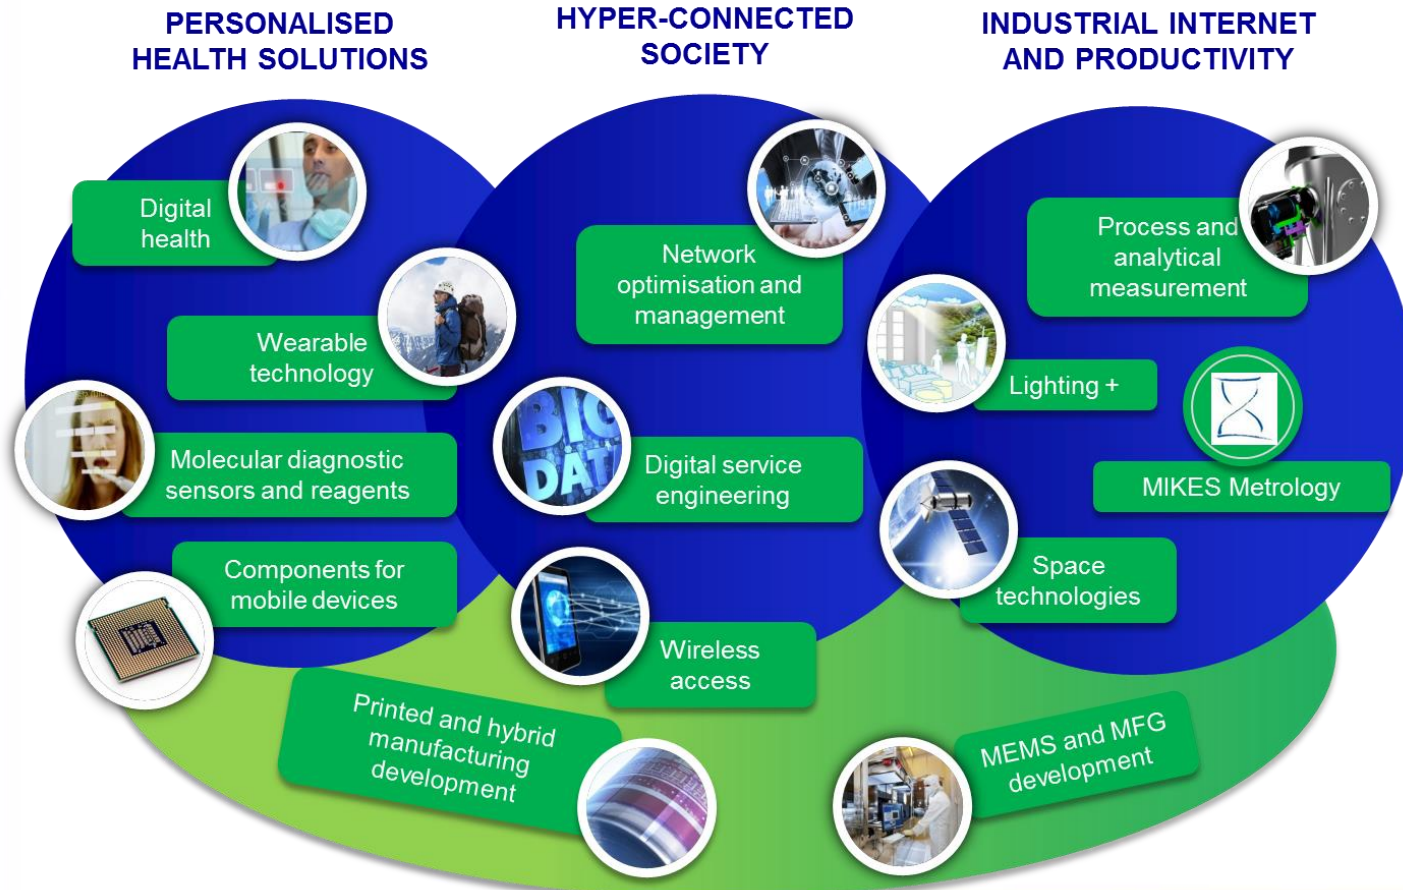 PERSONALISED
HEALTH SOLUTIONS
HYPER-CONNECTED
SOCIETY
INDUSTRIAL INTERNET
AND PRODUCTIVITY
Digital
health
Wearable
technology
Molecular diagnostic
sensors and reagents
Components for
mobile devices
Network
optimisation and
management
BIG
DATA
Digital service
engineering
Wireless
access
Process and
analytical
measurement
Lighting +
MIKES Metrology
Space
technologies
Printed and hybrid
manufacturing
development
MEMS and MFG
development